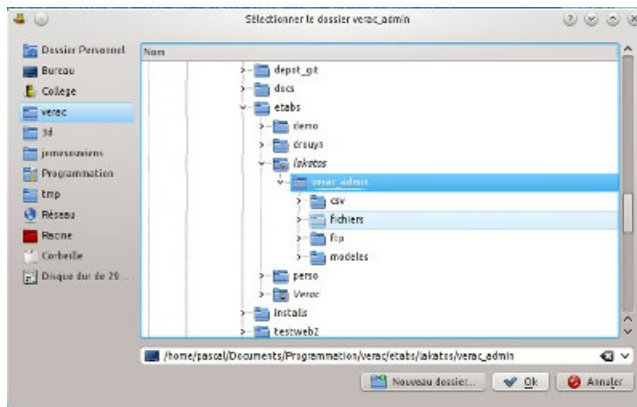 Sélectionner le dossier verac_admin
Dossier Personnel
Bureau
College
verac
3d
jemesouviens
Programmation
tmp
Réseau
Racine
Corbeille
Disque dur de 29...
Nom
depot_git
docs
etabs
demo
drouyn
lakatos
verac_admin
csv
fichiers
ftp
modeles
perso
Verac
installs
testweb2
/home/pascal/Documents/Programmation/verac/etabs/lakatos/verac_admin
Nouveau dossier...
Ok
Annuler